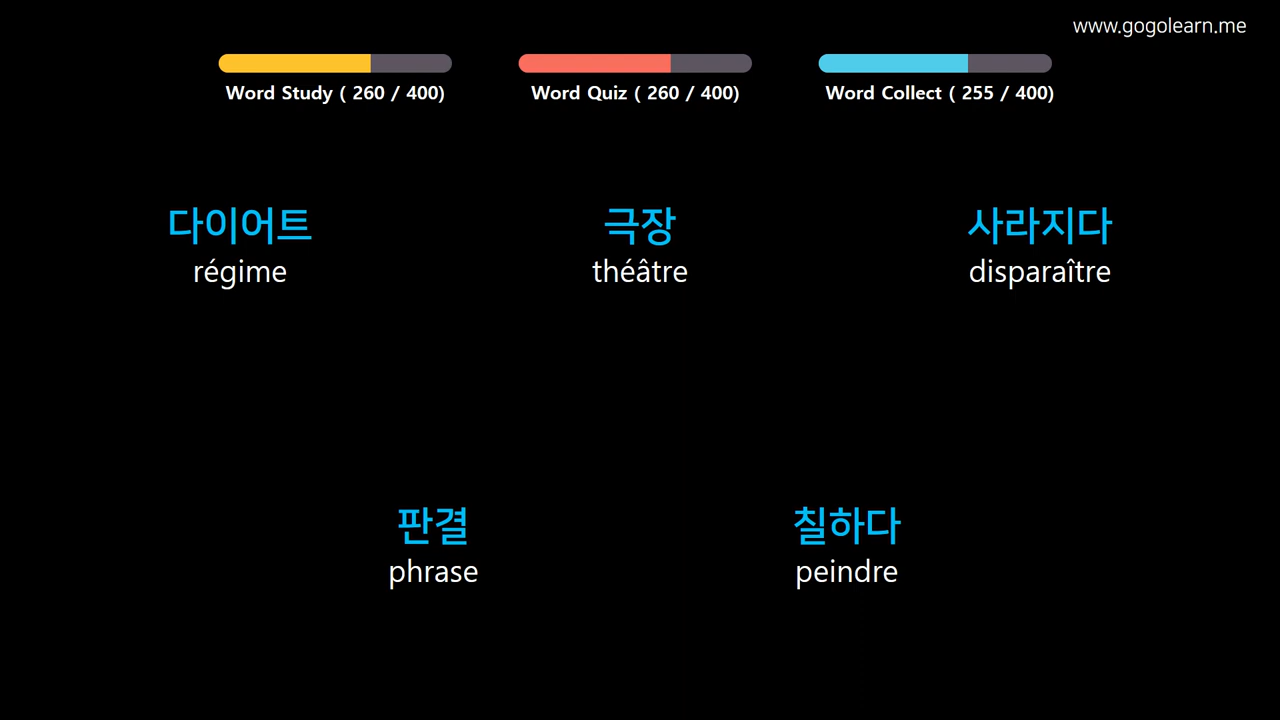 www.gogolearn.me
Word Study ( 260 / 400)
Word Quiz ( 260 / 400)
Word Collect ( 255 / 400)
다이어트
régime
극장
théâtre
사라지다
disparaître
판결
phrase
칠하다
peindre